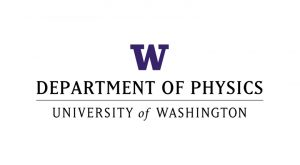 W
DEPARTMENT OF PHYSICS
UNIVERSITY of WASHINGTON